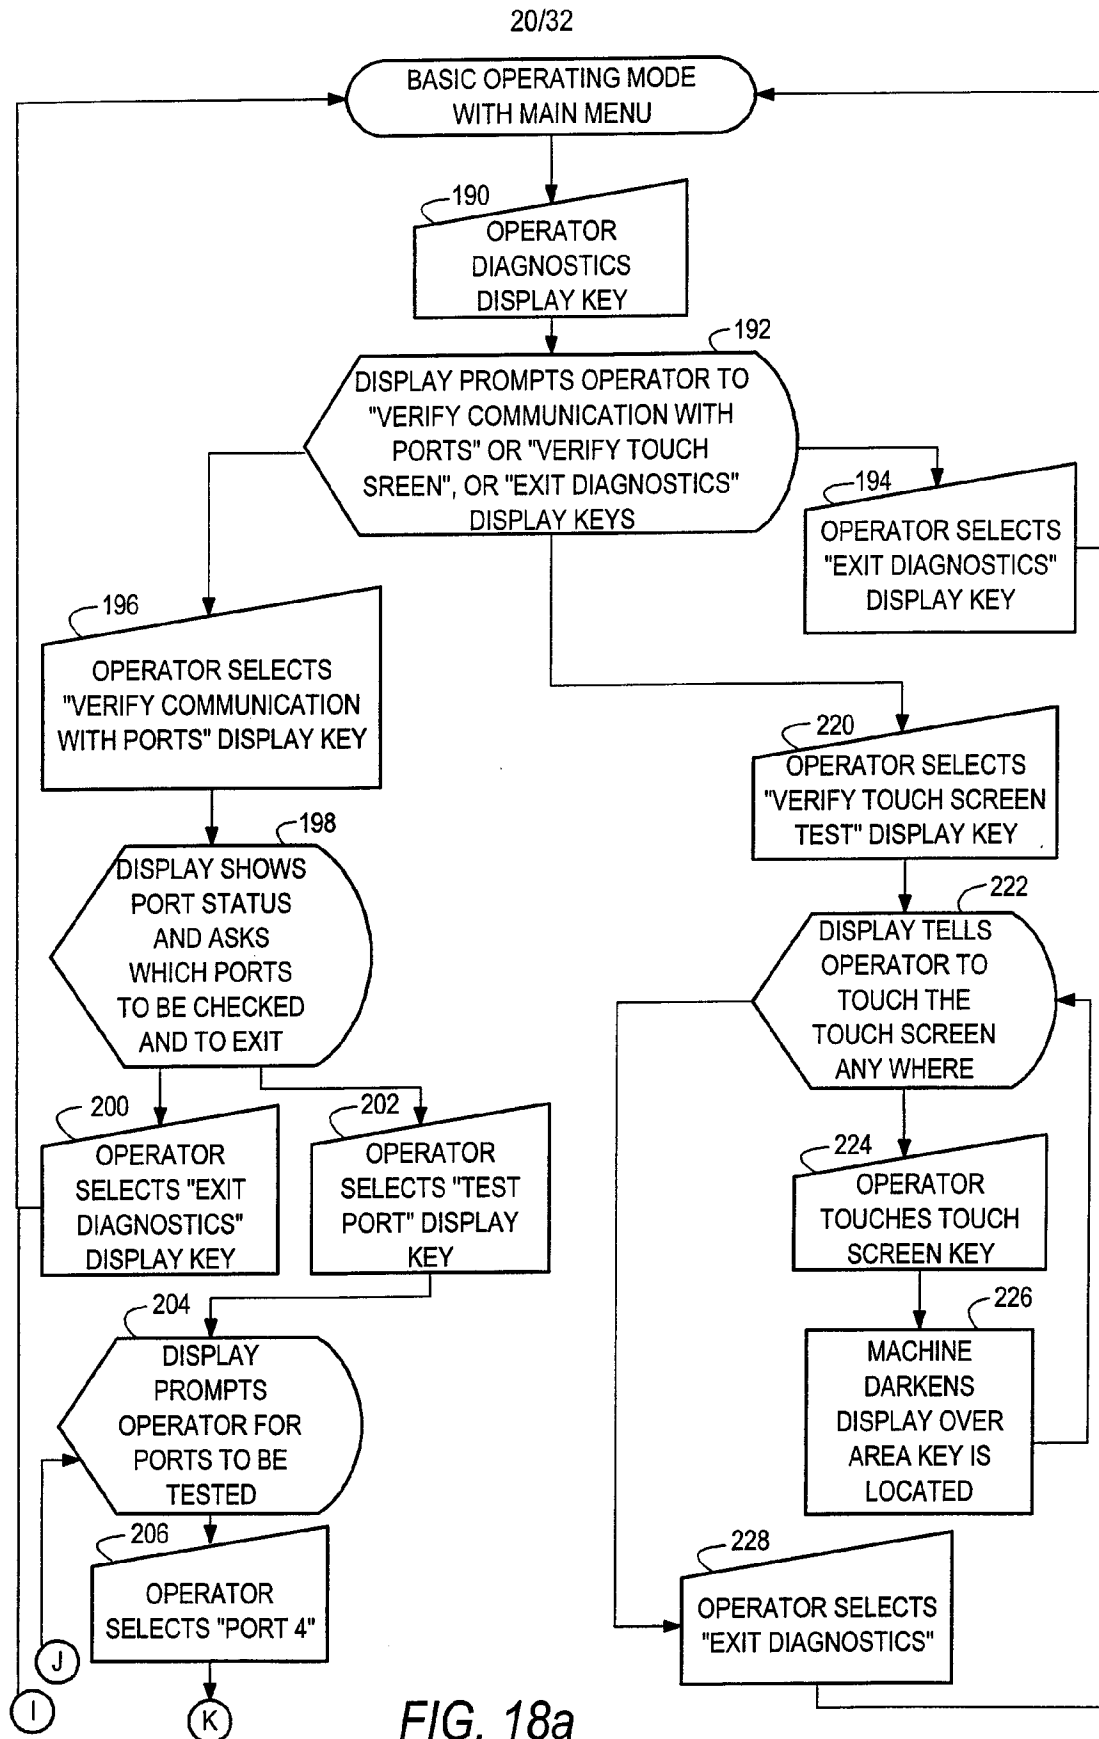 20/32
BASIC OPERATING MODE
WITH MAIN MENU
190
OPERATOR
DIAGNOSTICS
DISPLAY KEY
192
DISPLAY PROMPTS OPERATOR TO
"VERIFY COMMUNICATION WITH
PORTS" OR "VERIFY TOUCH
SREEN", OR "EXIT DIAGNOSTICS"
DISPLAY KEYS
194
OPERATOR SELECTS
"EXIT DIAGNOSTICS"
DISPLAY KEY
196
OPERATOR SELECTS
"VERIFY COMMUNICATION
WITH PORTS" DISPLAY KEY
220
OPERATOR SELECTS
"VERIFY TOUCH SCREEN
TEST" DISPLAY KEY
198
DISPLAY SHOWS
PORT STATUS
AND ASKS
WHICH PORTS
TO BE CHECKED
AND TO EXIT
222
DISPLAY TELLS
OPERATOR TO
TOUCH THE
TOUCH SCREEN
ANY WHERE
200
OPERATOR
SELECTS "EXIT
DIAGNOSTICS"
DISPLAY KEY
202
OPERATOR
SELECTS "TEST
PORT" DISPLAY
KEY
224
OPERATOR
TOUCHES TOUCH
SCREEN KEY
204
DISPLAY
PROMPTS
OPERATOR FOR
PORTS TO BE
TESTED
226
MACHINE
DARKENS
DISPLAY OVER
AREA KEY IS
LOCATED
206
OPERATOR
SELECTS "PORT 4"
228
OPERATOR SELECTS
"EXIT DIAGNOSTICS"
J
I
K
FIG. 18a